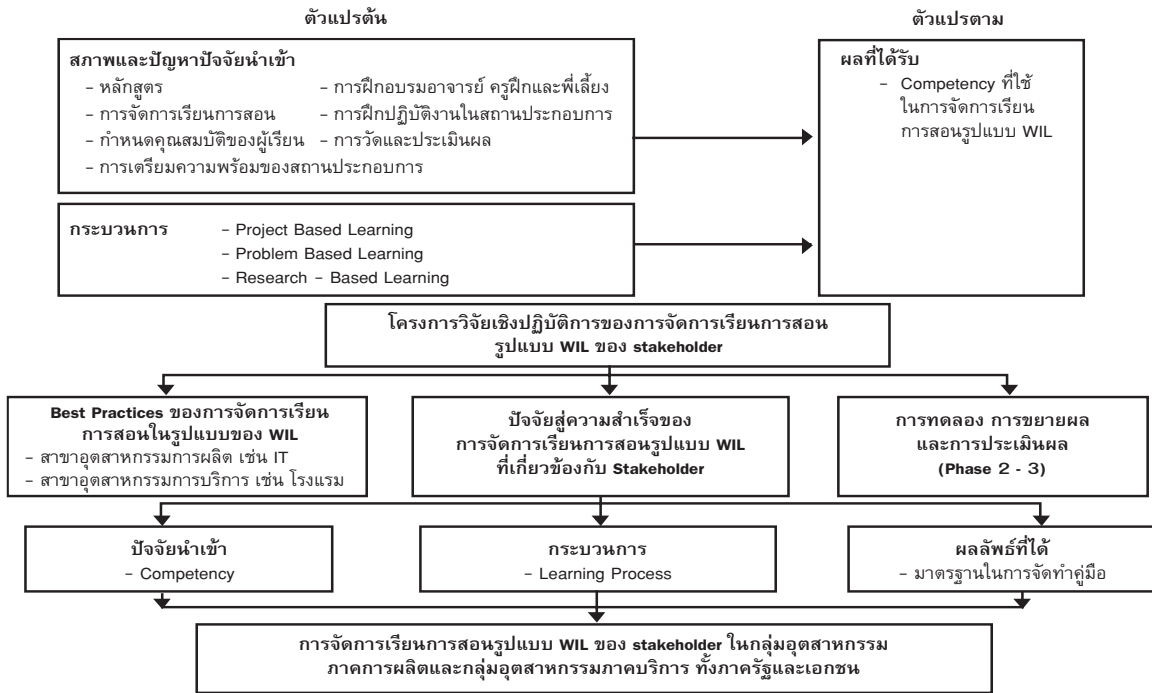 ตัวแปรต้น
ตัวแปรตาม
สภาพและปัญหาปัจจัยนำเข้า
– หลักสูตร – การฝึกอบรมอาจารย์ ครูฝึกและพี่เลี้ยง
– การจัดการเรียนการสอน – การฝึกปฏิบัติงานในสถานประกอบการ
– กำหนดคุณสมบัติของผู้เรียน – การวัดและประเมินผล
– การเตรียมความพร้อมของสถานประกอบการ
ผลที่ได้รับ
– Competency ที่ใช้
ในการจัดการเรียน
การสอนรูปแบบ WIL
กระบวนการ – Project Based Learning
– Problem Based Learning
– Research – Based Learning
โครงการวิจัยเชิงปฏิบัติการของการจัดการเรียนการสอน
รูปแบบ WIL ของ stakeholder
Best Practices ของการจัดการเรียน
การสอนในรูปแบบของ WIL
– สาขาอุตสาหกรรมการผลิต เช่น IT
– สาขาอุตสาหกรรมการบริการ เช่น โรงแรม
ปัจจัยสู่ความสำเร็จของ
การจัดการเรียนการสอนรูปแบบ WIL
ที่เกี่ยวข้องกับ Stakeholder
การทดลอง การขยายผล
และการประเมินผล
(Phase 2 - 3)
ปัจจัยนำเข้า
– Competency
กระบวนการ
– Learning Process
ผลลัพธ์ที่ได้
– มาตรฐานในการจัดทำคู่มือ
การจัดการเรียนการสอนรูปแบบ WIL ของ stakeholder ในกลุ่มอุตสาหกรรม
ภาคการผลิตและกลุ่มอุตสาหกรรมภาคบริการ ทั้งภาครัฐและเอกชน